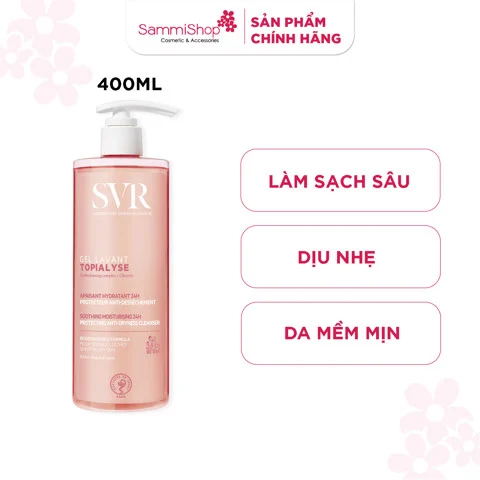 SammiShop
Cosmetic & Accessories
SẢN PHẨM
CHÍNH HÃNG
400ML
SVR
GEL LAVANT
TOPIALYSE
APAISANT HYDRATANT 24H
PROTECTEUR ANTI-DESSÈCHEMENT
SOOTHING MOISTURISING 24H
PROTECTING ANTI-DRYNESS CLEANSER
LÀM SẠCH SÂU
DỊU NHẸ
DA MỀM MỊN